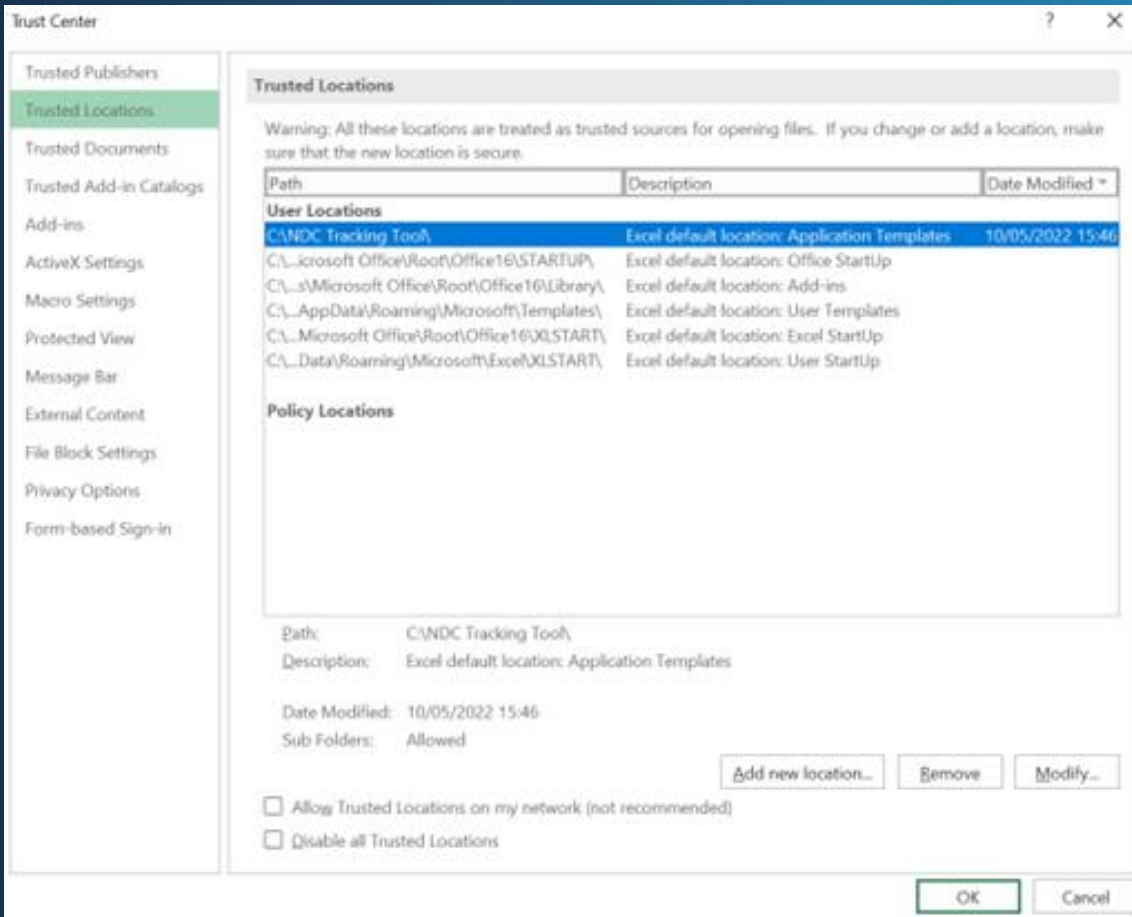 Trust Center
?
Trusted Publishers
Trusted Locations
Trusted Documents
Trusted Add-in Catalogs
Add-ins
ActiveX Settings
Macro Settings
Protected View
Message Bar
External Content
File Block Settings
Privacy Options
Form-based Sign-in
Trusted Locations
Warning: All these locations are treated as trusted sources for opening files. If you change or add a location, make
sure that the new location is secure.
Path Description Date Modified
User Locations
C:\NDC Tracking Tool\ Excel default location: Application Templates 10/05/2022 15:46
C:\...icrosoft Office\Root\Office16\STARTUP\ Excel default location: Office StartUp
C:\...s\Microsoft Office\Root\Office16\Library\ Excel default location: Add-ins
C:\...AppData\Roaming\Microsoft\Templates\ Excel default location: User Templates
C:\...Microsoft Office\Root\Office16\XLSTART\ Excel default location: Excel StartUp
C:\...Data\Roaming\Microsoft\Excel\XLSTART\ Excel default location: User StartUp
Policy Locations
Path: C:\NDC Tracking Tool\
Description: Excel default location: Application Templates
Date Modified: 10/05/2022 15:46
Sub Folders: Allowed
Add new location... Remove Modify...
Allow Trusted Locations on my network (not recommended)
Disable all Trusted Locations
OK Cancel